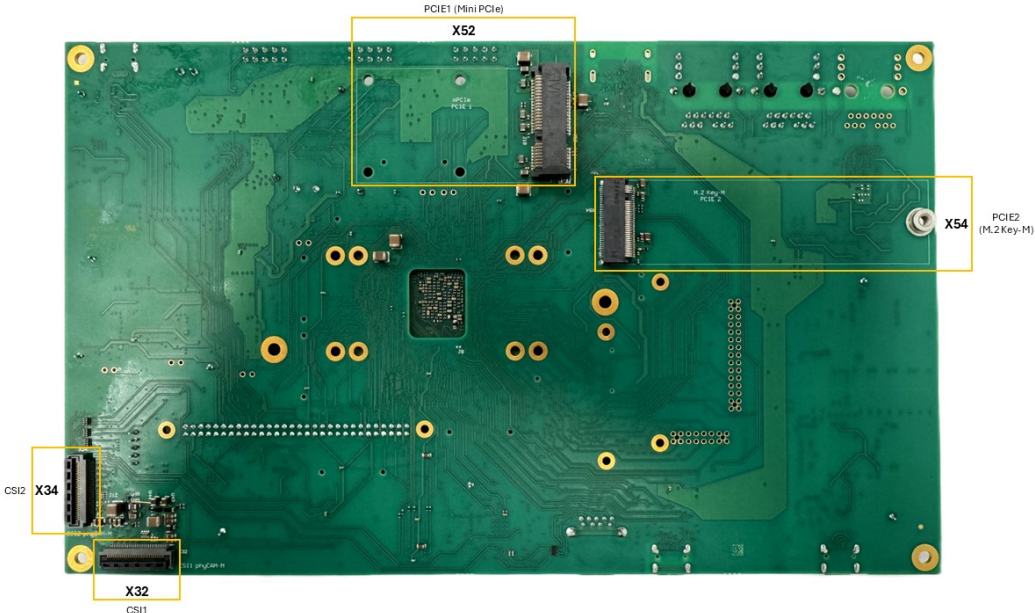 PCIE1 (Mini PCIe)
X52
mPCIe
PCIE 1
M.2 Key-M
PCIE 2
X54
PCIE2
(M.2 Key-M)
CSI2
X34
CSI1 phyCAM-M
X32
CSI1